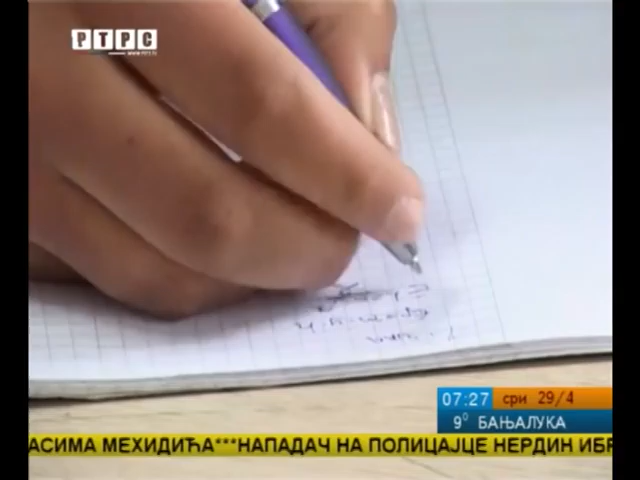 РТРС
07:27 сри 29/4
9° БАЊАЛУКА
АСИМА МЕХИДИЋА***НАПАДАЧ НА ПОЛИЦАЈЦЕ НЕРДИН ИБР